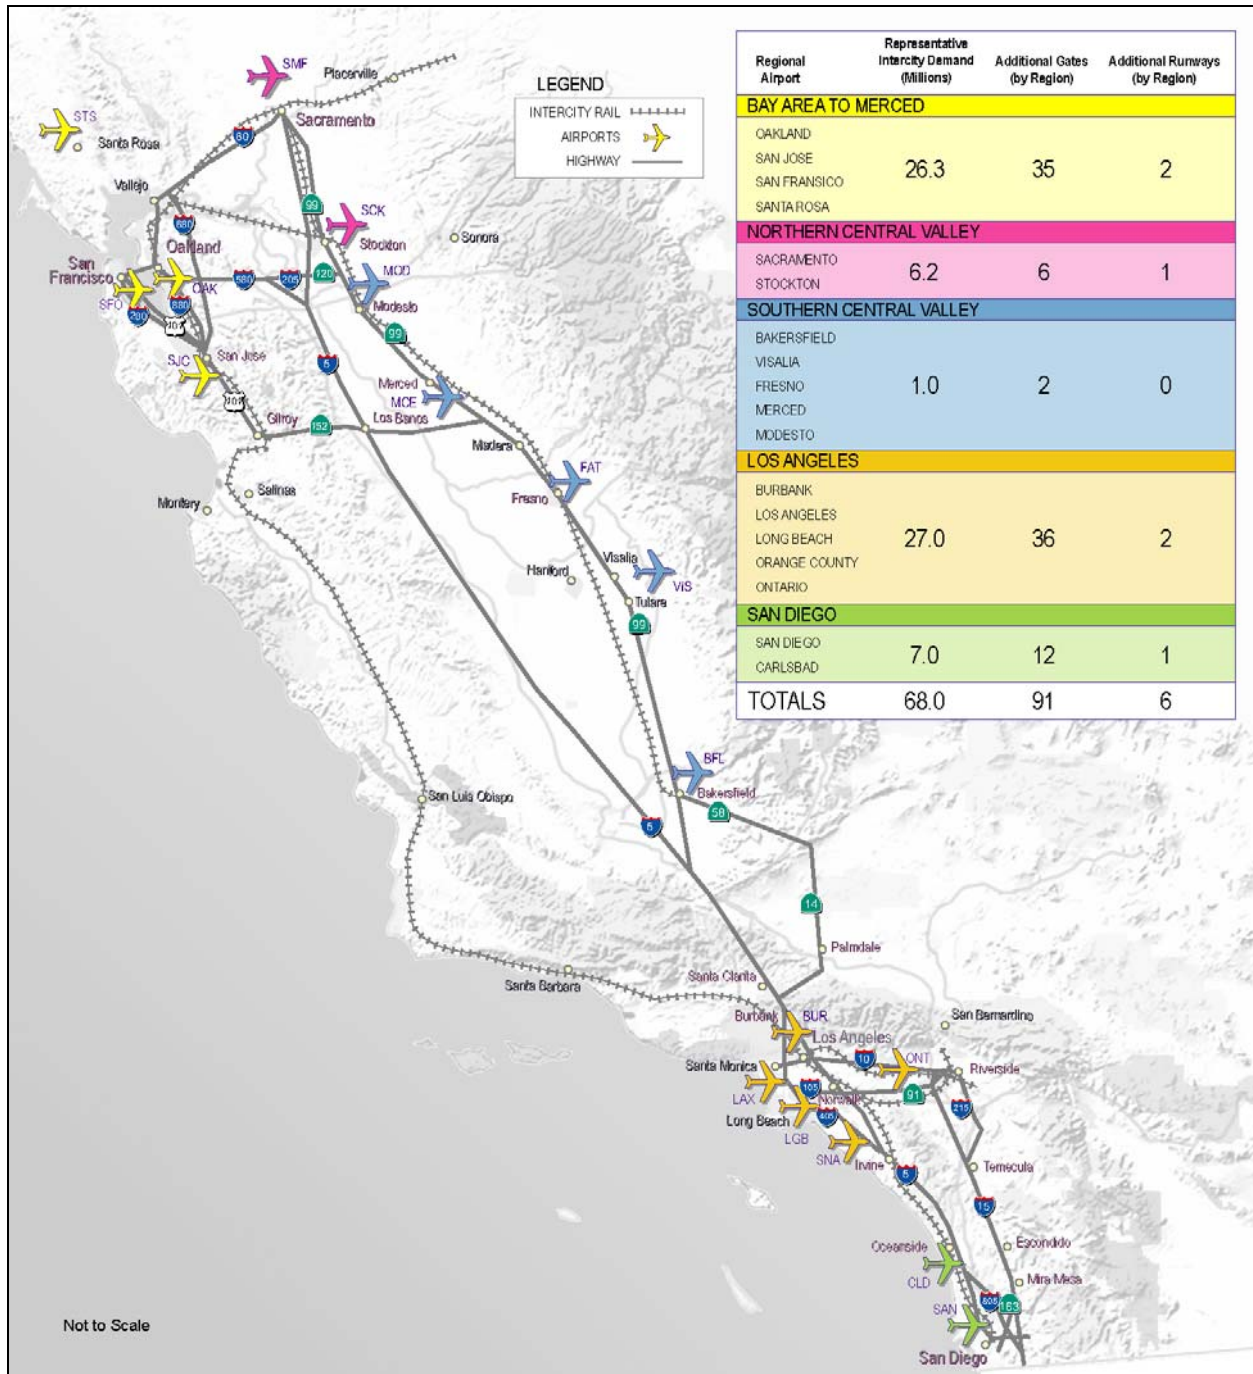 SMF
Placerville
Sacramento
STS
Santa Rosa
80
Vallejo
99
SCK
Stockton
Sonora
680
Oakland
San
Francisco
OAK
580
205
120
MOD
SFO
280
880
101
Modesto
99
SJC
San Jose
5
Merced
MCE
101
Gilroy
152
Los Banos
Madera
Salinas
Montery
FAT
Fresno
Visalia
Hanford
VIS
Tulare
99
BFL
Bakersfield
San Luis Obispo
5
58
14
Palmdale
Santa Clarita
Santa Barbara
San Bernardino
Burbank
BUR
Los Angeles
Santa Monica
10
ONT
Riverside
LAX
105
Norwalk
91
215
Long Beach
405
LGB
SNA
Irvine
5
Temecula
15
Oceanside
Escondido
CLD
Mira Mesa
805
163
SAN
San Diego
Not to Scale
LEGEND
INTERCITY RAIL
AIRPORTS
HIGHWAY
Regional Airport
Representative Intercity Demand (Millions)
Additional Gates (by Region)
Additional Runways (by Region)
BAY AREA TO MERCED
OAKLAND
SAN JOSE
SAN FRANSICO
SANTA ROSA
26.3 35 2
NORTHERN CENTRAL VALLEY
SACRAMENTO
STOCKTON
6.2 6 1
SOUTHERN CENTRAL VALLEY
BAKERSFIELD
VISALIA
FRESNO
MERCED
MODESTO
1.0 2 0
LOS ANGELES
BURBANK
LOS ANGELES
LONG BEACH
ORANGE COUNTY
ONTARIO
27.0 36 2
SAN DIEGO
SAN DIEGO
CARLSBAD
7.0 12 1
TOTALS 68.0 91 6